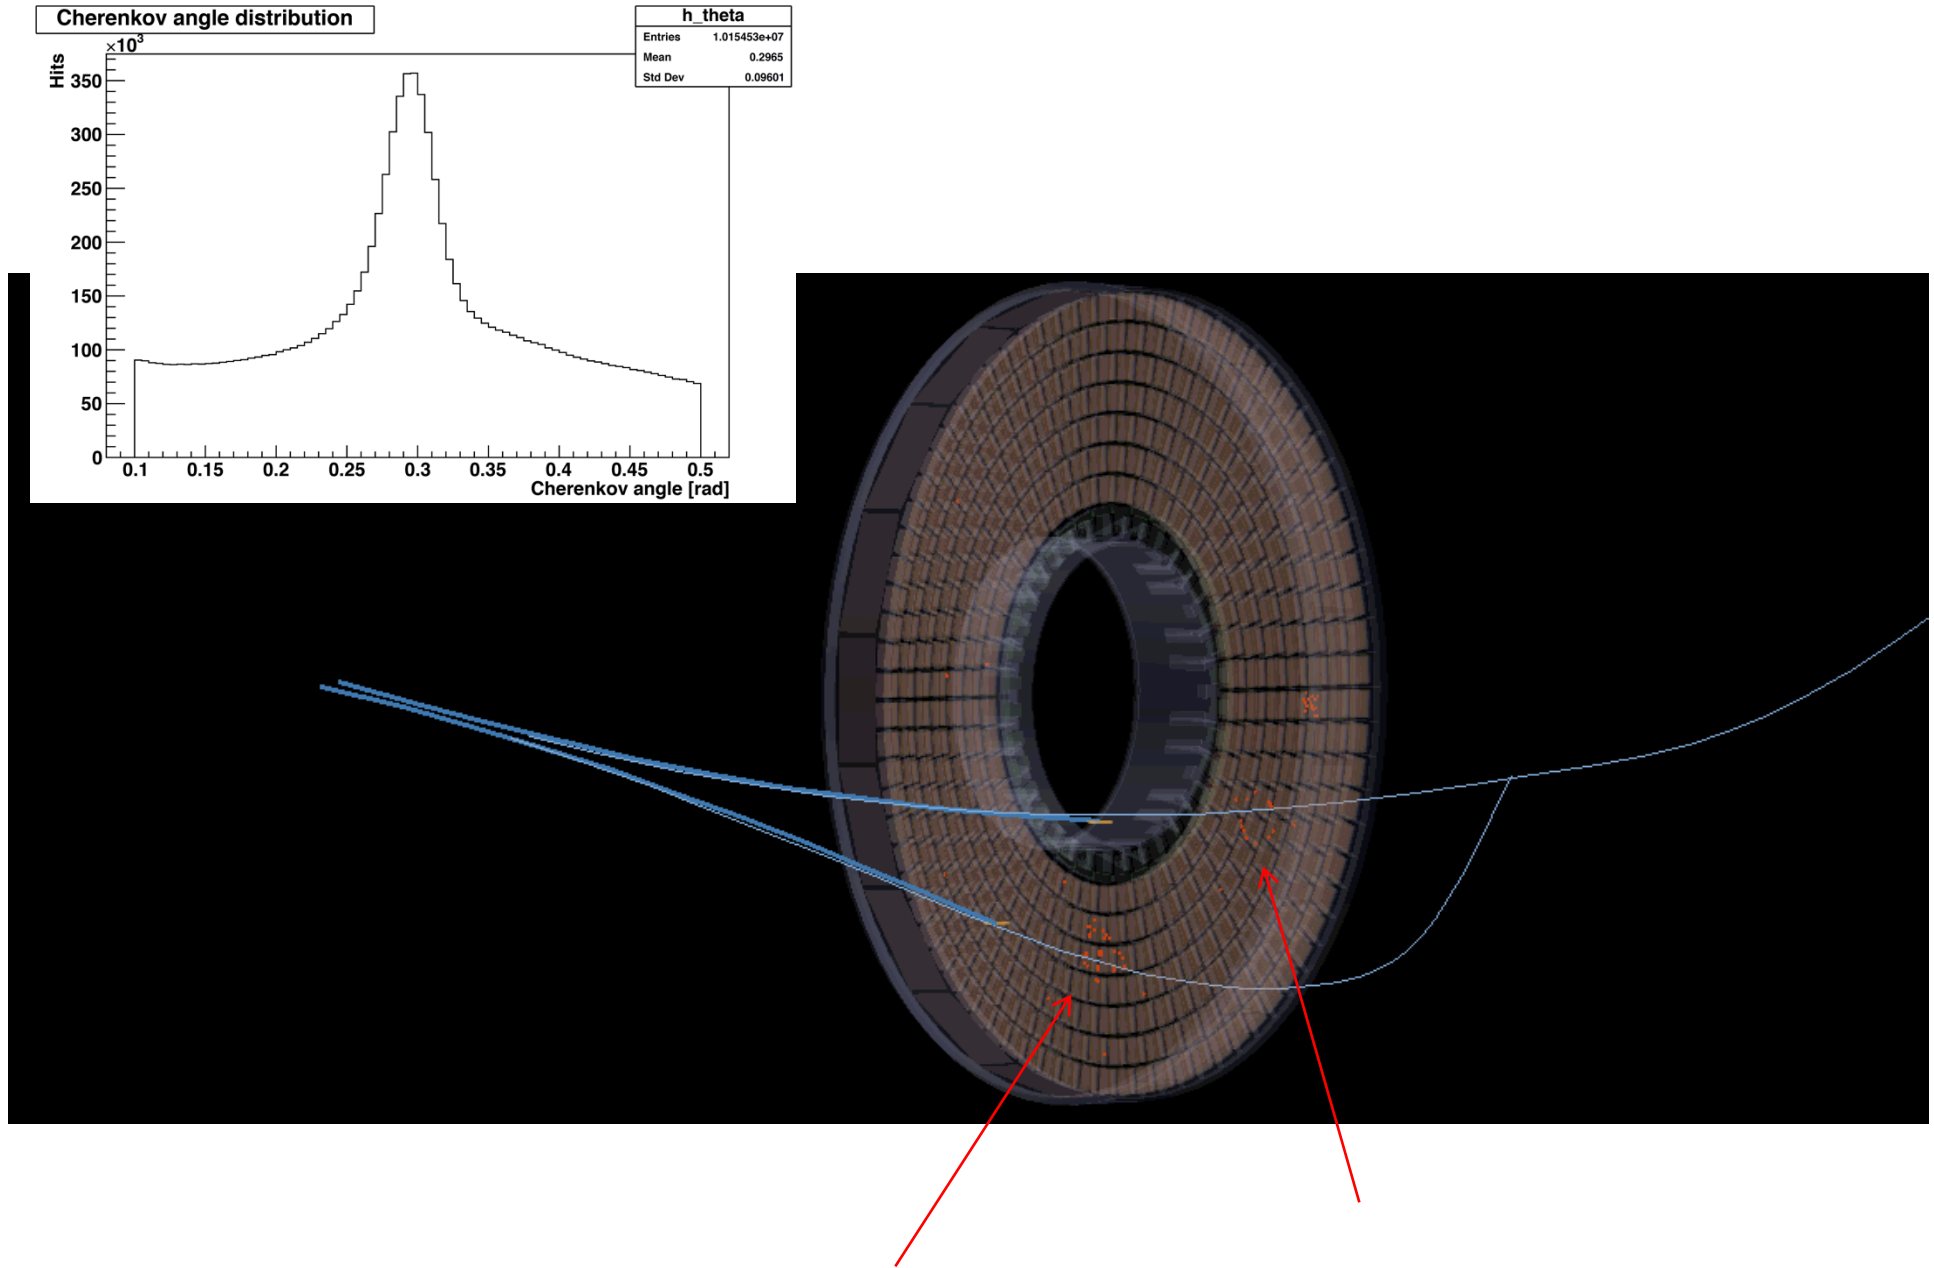 Cherenkov angle distribution
h_theta
Entries 1.015453e+07
Mean 0.2965
Std Dev 0.09601
×10³
Hits
350
300
250
200
150
100
50
0
0.1 0.15 0.2 0.25 0.3 0.35 0.4 0.45 0.5
Cherenkov angle [rad]